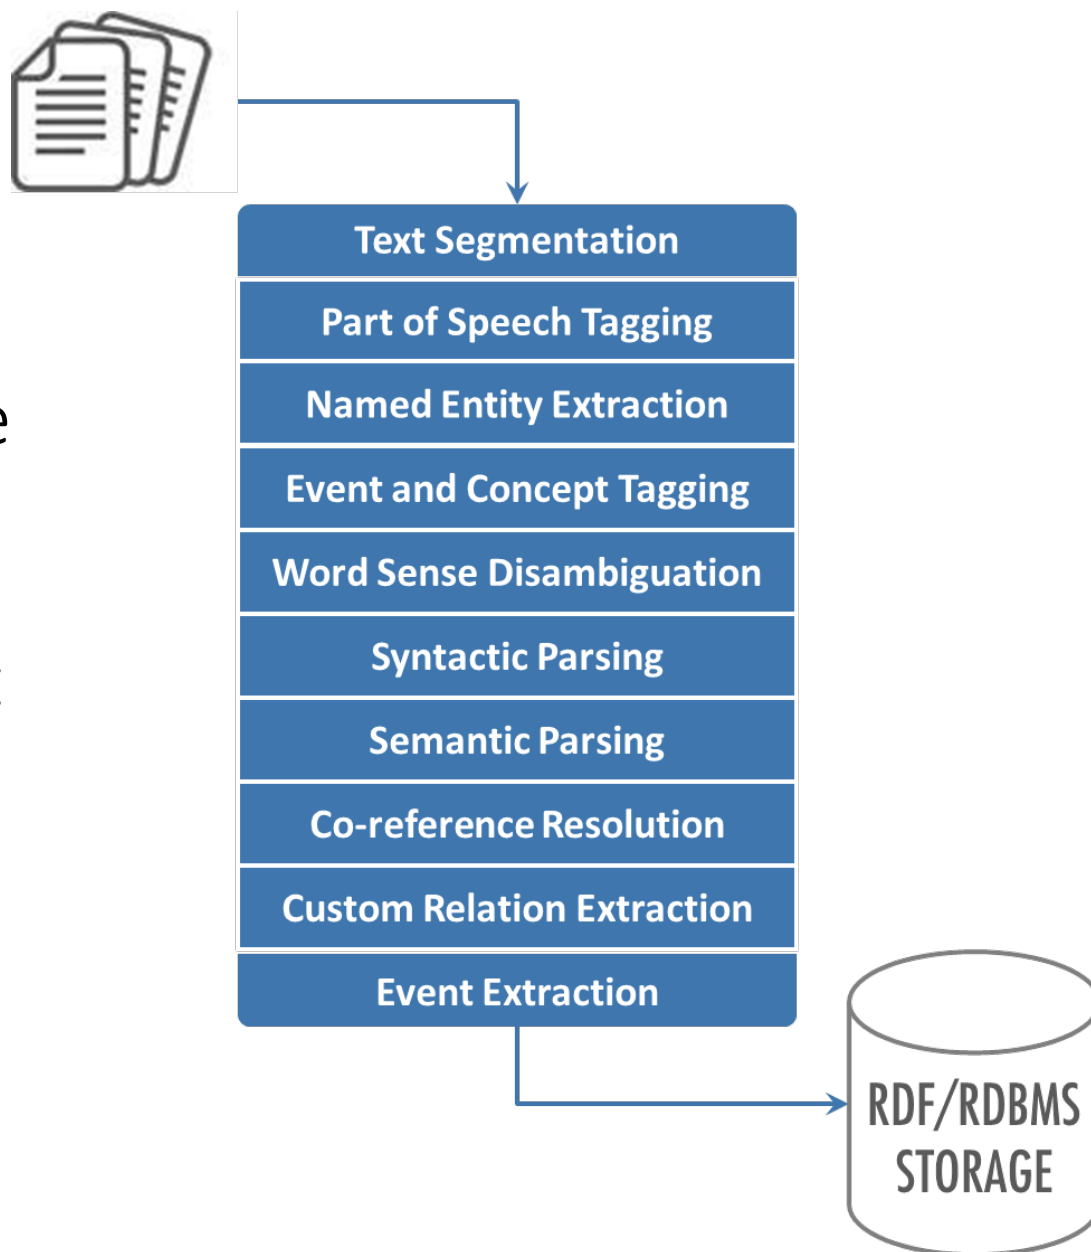 Text Segmentation
Part of Speech Tagging
Named Entity Extraction
e
Event and Concept Tagging
Word Sense Disambiguation
Syntactic Parsing
Semantic Parsing
Co-reference Resolution
Custom Relation Extraction
Event Extraction
RDF/RDBMS
STORAGE